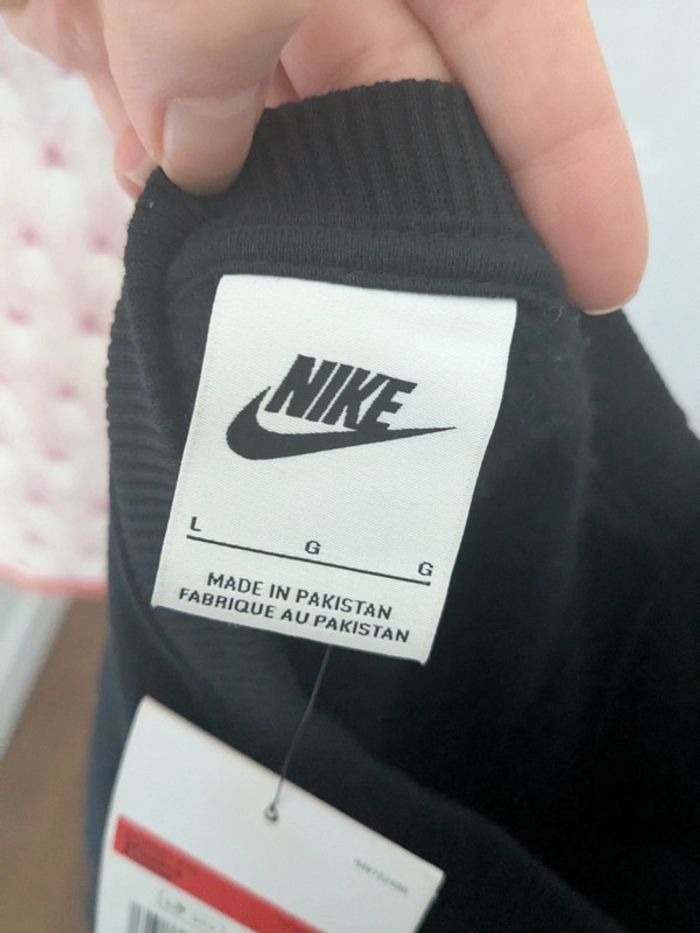 NIKE
L G G
MADE IN PAKISTAN
FABRIQUE AU PAKISTAN